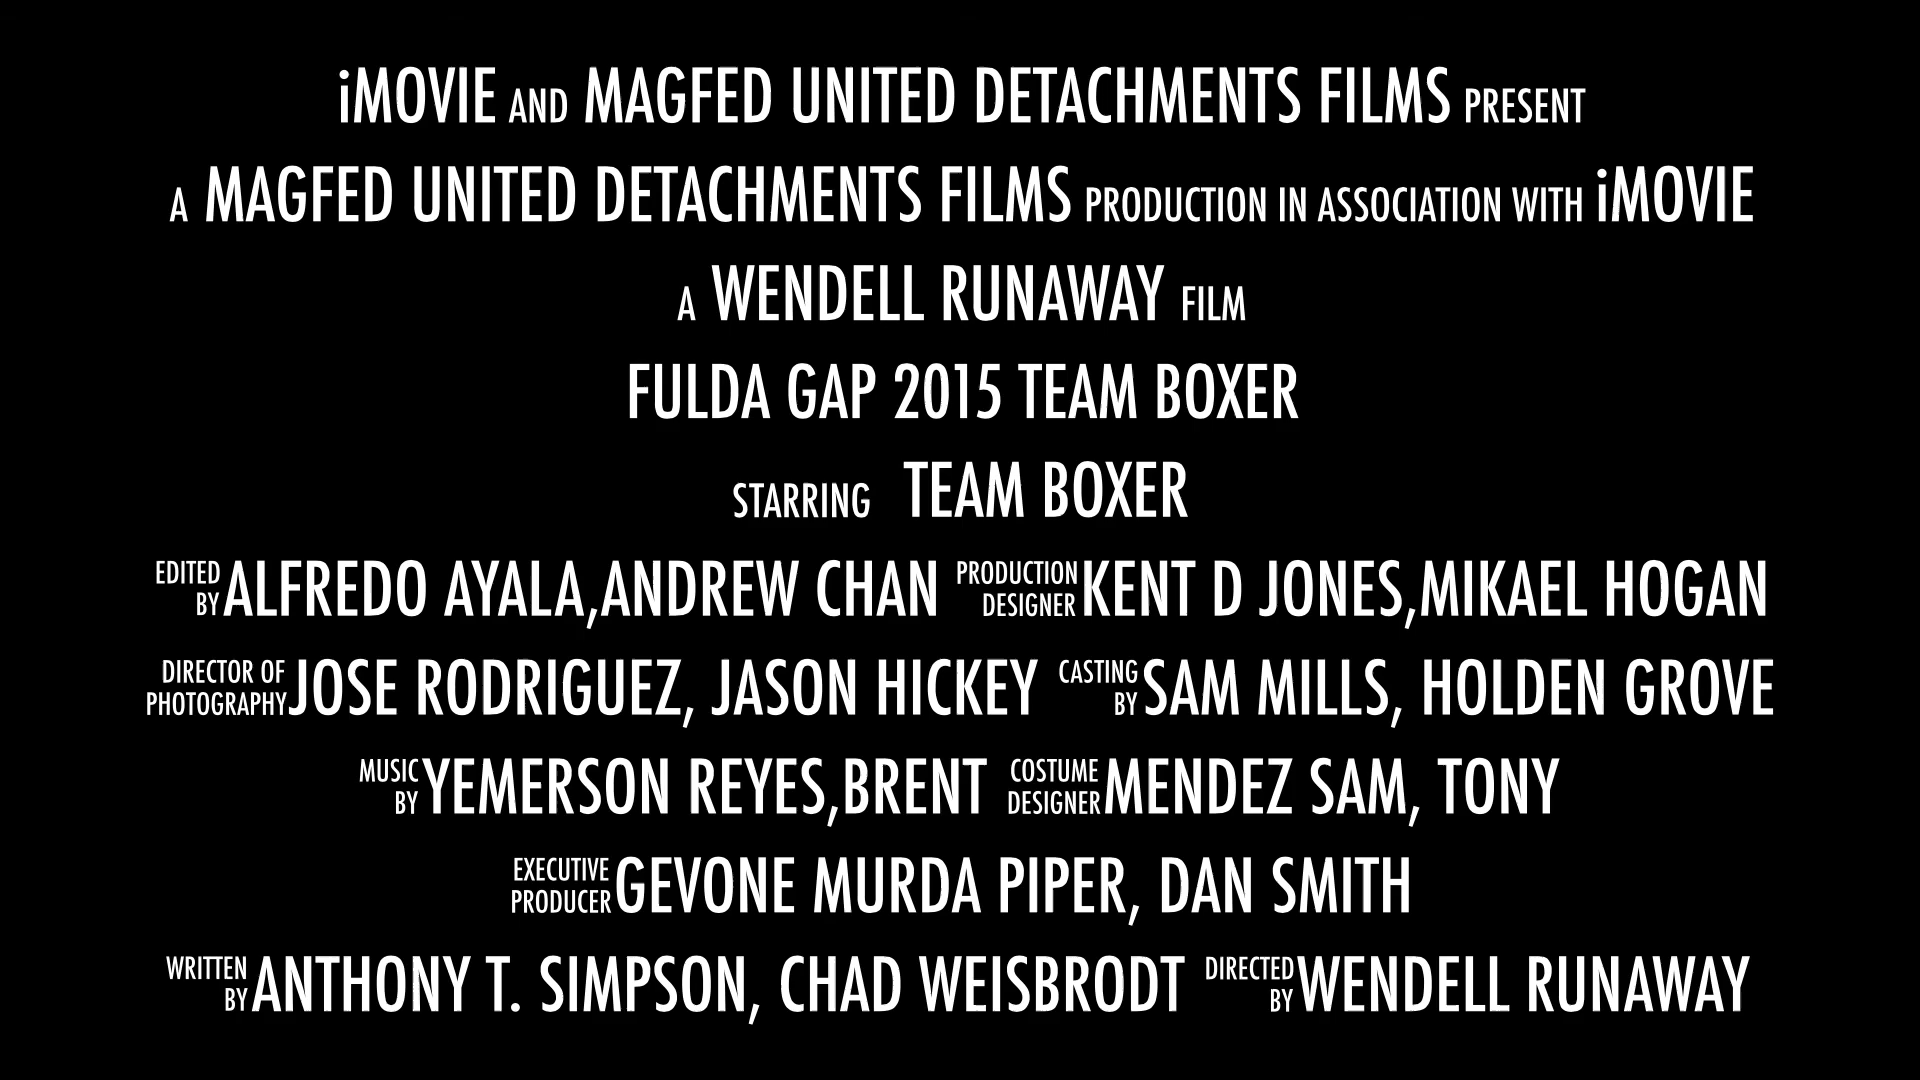 iMOVIE AND MAGFED UNITED DETACHMENTS FILMS PRESENT
A MAGFED UNITED DETACHMENTS FILMS PRODUCTION IN ASSOCIATION WITH iMOVIE
A WENDELL RUNAWAY FILM
FULDA GAP 2015 TEAM BOXER
STARRING TEAM BOXER
EDITED BY ALFREDO AYALA,ANDREW CHAN PRODUCTION DESIGNER KENT D JONES,MIKAEL HOGAN
DIRECTOR OF PHOTOGRAPHY JOSE RODRIGUEZ, JASON HICKEY CASTING BY SAM MILLS, HOLDEN GROVE
MUSIC BY YEMERSON REYES,BRENT COSTUME DESIGNER MENDEZ SAM, TONY
EXECUTIVE PRODUCER GEVONE MURDA PIPER, DAN SMITH
WRITTEN BY ANTHONY T. SIMPSON, CHAD WEISBRODT DIRECTED BY WENDELL RUNAWAY